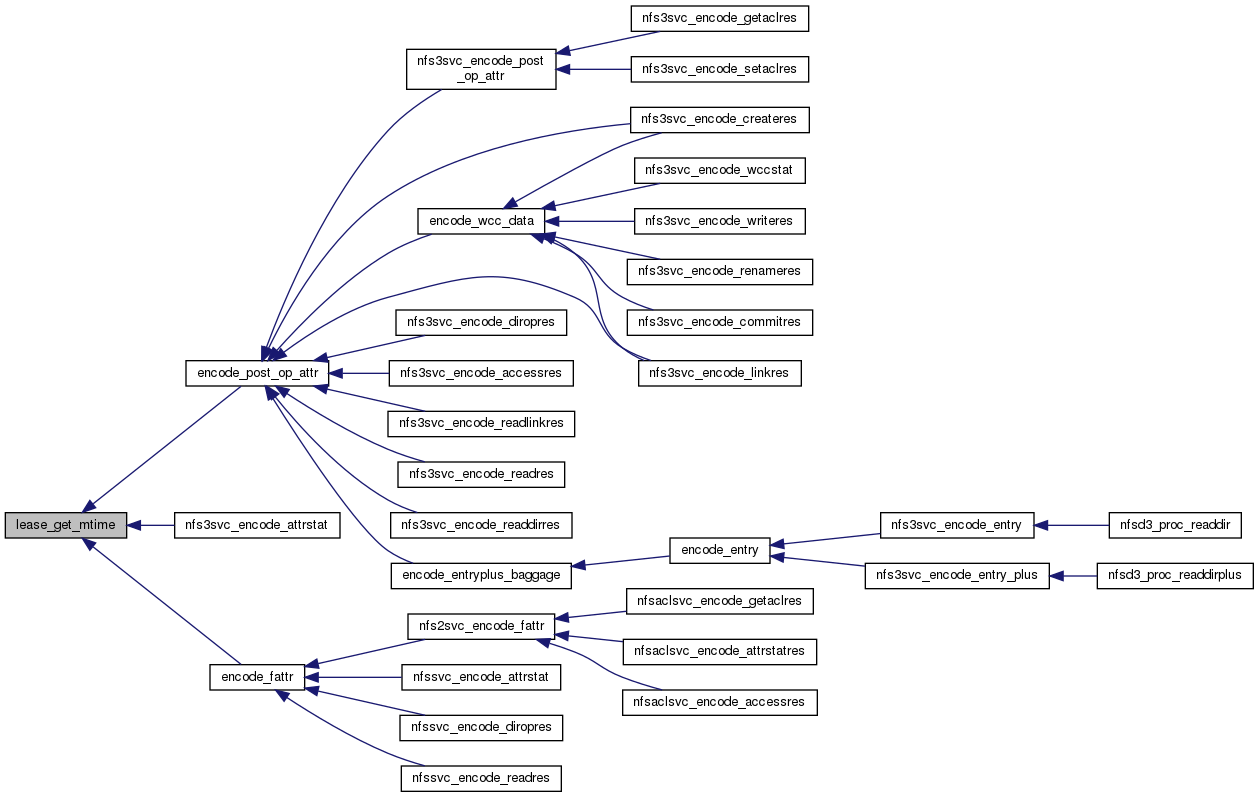 nfs3svc_encode_getaclres
nfs3svc_encode_post
_op_attr
nfs3svc_encode_setaclres
nfs3svc_encode_createres
nfs3svc_encode_wccstat
encode_wcc_data
nfs3svc_encode_writeres
nfs3svc_encode_renameres
nfs3svc_encode_diropres
nfs3svc_encode_commitres
encode_post_op_attr
nfs3svc_encode_accessres
nfs3svc_encode_linkres
nfs3svc_encode_readlinkres
nfs3svc_encode_readres
lease_get_mtime
nfs3svc_encode_attrstat
nfs3svc_encode_readdirres
nfs3svc_encode_entry
nfsd3_proc_readdir
encode_entry
encode_entryplus_baggage
nfs3svc_encode_entry_plus
nfsd3_proc_readdirplus
nfsaclsvc_encode_getaclres
nfs2svc_encode_fattr
nfsaclsvc_encode_attrstatres
encode_fattr
nfssvc_encode_attrstat
nfsaclsvc_encode_accessres
nfssvc_encode_diropres
nfssvc_encode_readres